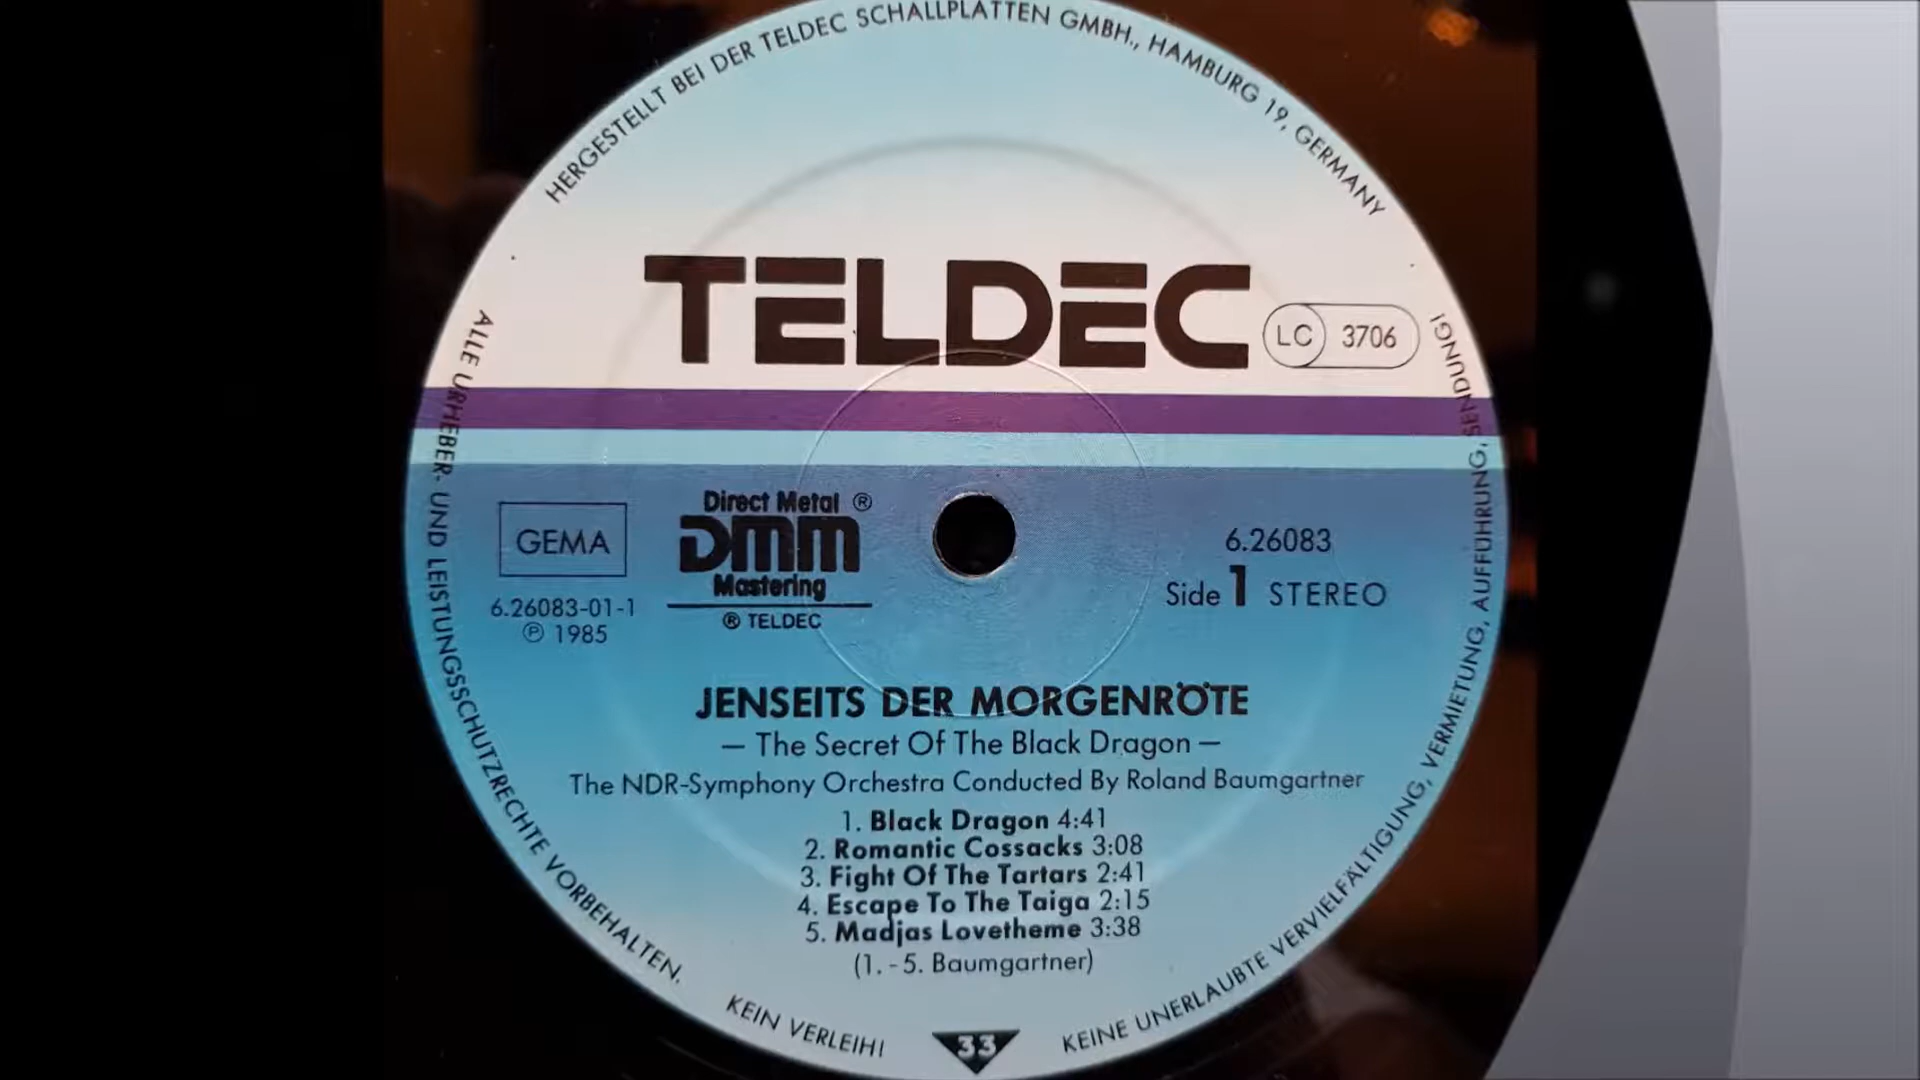 HERGESTELLT BEI DER TELDEC SCHALLPLATTEN GMBH., HAMBURG 19, GERMANY
TELDEC
LC 3706
GEMA
6.26083-01-1
℗ 1985
Direct Metal ®
DMM
Mastering
® TELDEC
6.26083
Side 1 STEREO
JENSEITS DER MORGENRÖTE
— The Secret Of The Black Dragon —
The NDR-Symphony Orchestra Conducted By Roland Baumgartner
1. Black Dragon 4:41
2. Romantic Cossacks 3:08
3. Fight Of The Tartars 2:41
4. Escape To The Taiga 2:15
5. Madjas Lovetheme 3:38
(1. - 5. Baumgartner)
ALLE URHEBER- UND LEISTUNGSSCHUTZRECHTE VORBEHALTEN.
KEIN VERLEIH!
33
KEINE UNERLAUBTE VERVIELFÄLTIGUNG, VERMIETUNG, AUFFÜHRUNG, SENDUNG!